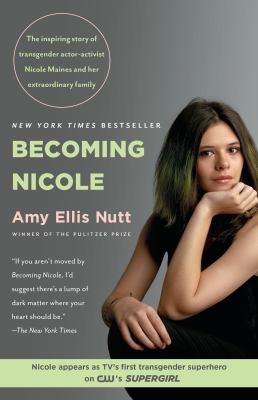 The inspiring story of
transgender actor-activist
Nicole Maines and her
extraordinary family
NEW YORK TIMES BESTSELLER
BECOMING
NICOLE
Amy Ellis Nutt
WINNER OF THE PULITZER PRIZE
"If you aren't moved by
Becoming Nicole, I'd
suggest there's a lump of
dark matter where your
heart should be."
—The New York Times
Nicole appears as TV's first transgender superhero
on CW's SUPERGIRL